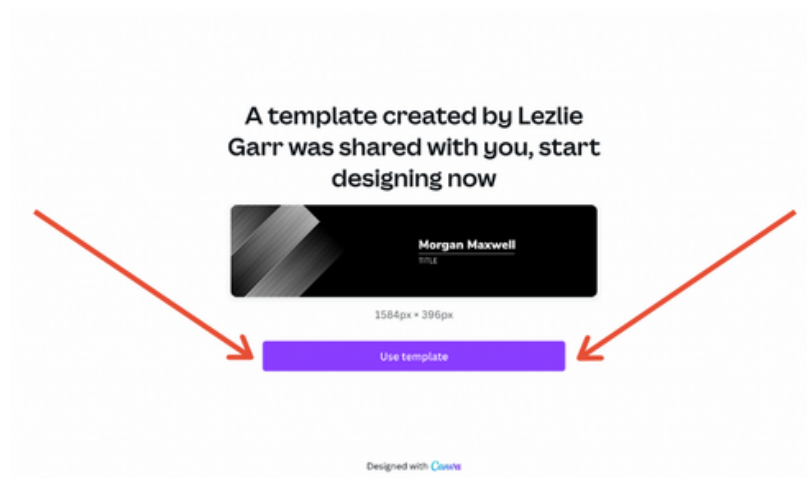 A template created by Lezlie
Garr was shared with you, start
designing now
Morgan Maxwell
TITLE
1584px × 396px
Use template
Designed with Canva